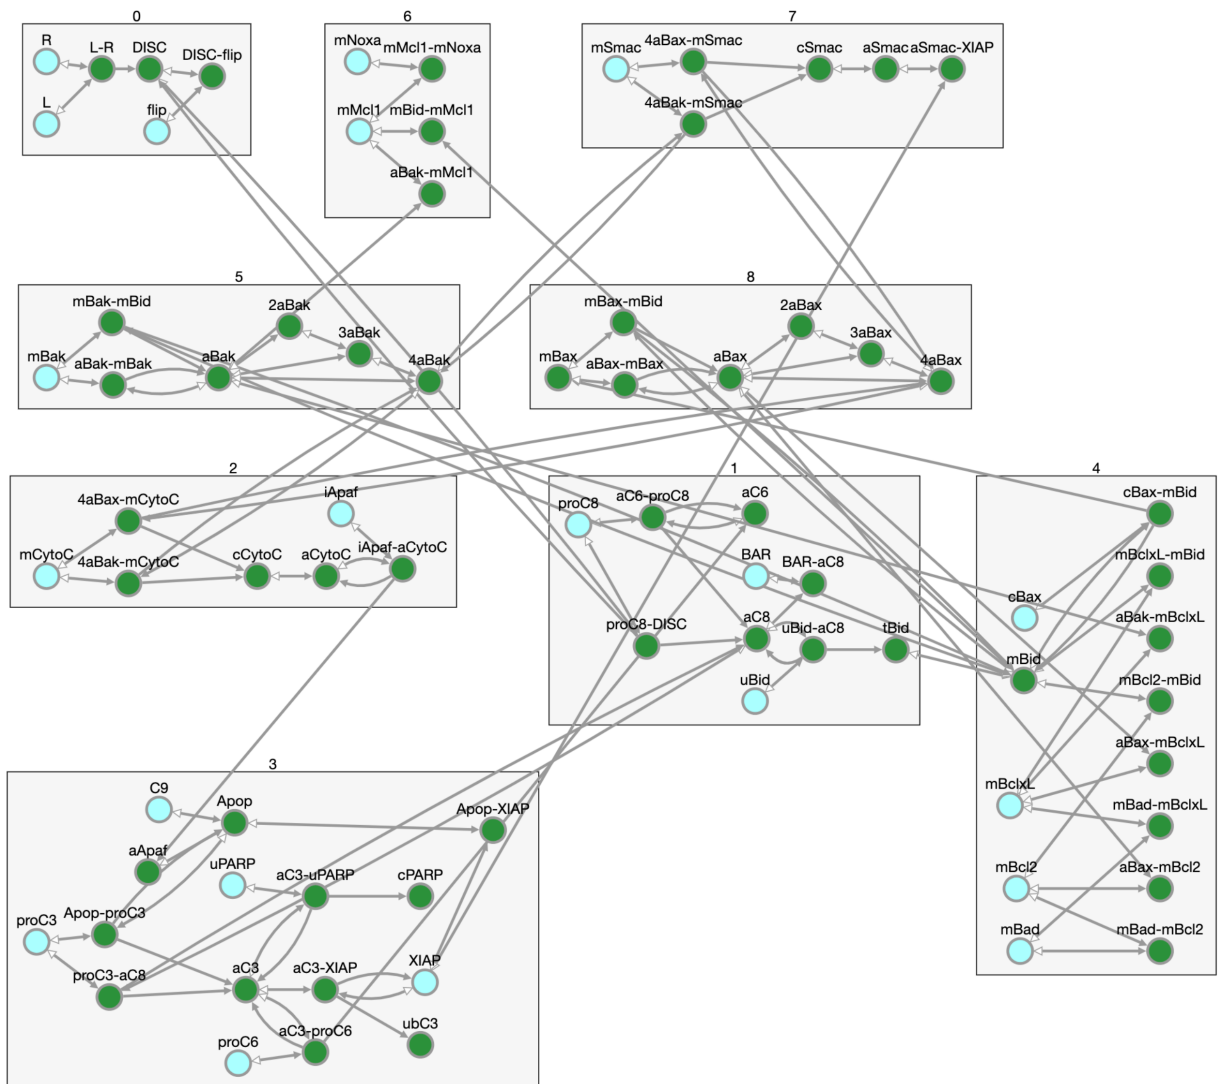 0
R
L-R
DISC
DISC-flip
L
flip
6
mNoxa
mMcl1-mNoxa
mMcl1
mBid-mMcl1
aBak-mMcl1
7
mSmac
4aBax-mSmac
cSmac
aSmac
aSmac-XIAP
4aBak-mSmac
5
mBak-mBid
2aBak
3aBak
mBak
aBak-mBak
aBak
4aBak
8
mBax-mBid
2aBax
3aBax
mBax
aBax-mBax
aBax
4aBax
2
4aBax-mCytoC
iApaf
mCytoC
4aBak-mCytoC
cCytoC
aCytoC
iApaf-aCytoC
1
proC8
aC6-proC8
aC6
BAR
BAR-aC8
proC8-DISC
aC8
uBid-aC8
tBid
uBid
4
cBax-mBid
mBclxL-mBid
cBax
aBak-mBclxL
mBid
mBcl2-mBid
aBax-mBclxL
mBclxL
mBad-mBclxL
mBcl2
aBax-mBcl2
mBad
mBad-mBcl2
3
C9
Apop
Apop-XIAP
aApaf
uPARP
aC3-uPARP
cPARP
proC3
Apop-proC3
proC3-aC8
aC3
aC3-XIAP
XIAP
proC6
aC3-proC6
ubC3